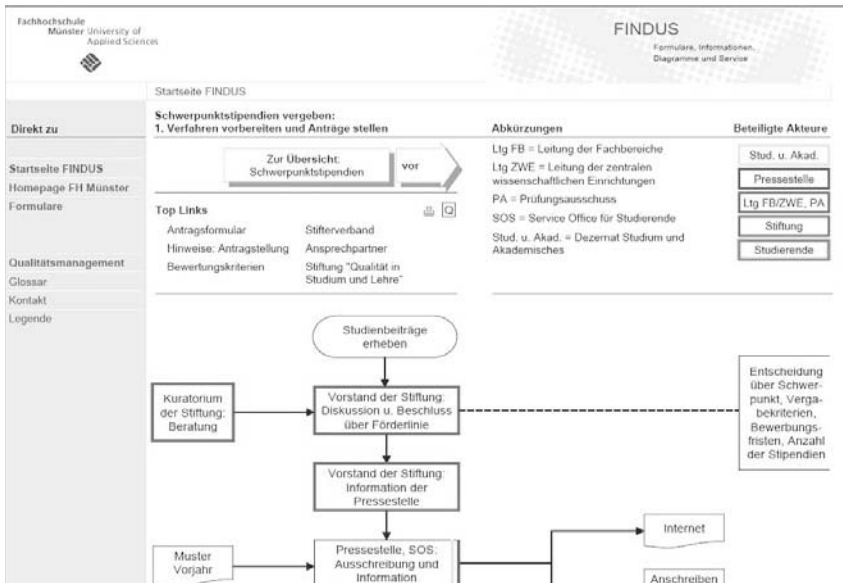 Fachhochschule
Münster University of
Applied Sciences
FINDUS
Formulare, Informationen,
Diagramme und Service
Startseite FINDUS
Direkt zu
Startseite FINDUS
Homepage FH Münster
Formulare
Qualitätsmanagement
Glossar
Kontakt
Legende
Schwerpunktstipendien vergeben:
1. Verfahren vorbereiten und Anträge stellen
Zur Übersicht:
Schwerpunktstipendien
vor
Top Links
Antragsformular
Hinweise: Antragstellung
Bewertungskriterien
Stifterverband
Ansprechpartner
Stiftung "Qualität in
Studium und Lehre"
Abkürzungen
Ltg FB = Leitung der Fachbereiche
Ltg ZWE = Leitung der zentralen
wissenschaftlichen Einrichtungen
PA = Prüfungsausschuss
SOS = Service Office für Studierende
Stud. u. Akad. = Dezernat Studium und
Akademisches
Beteiligte Akteure
Stud. u. Akad.
Pressestelle
Ltg FB/ZWE, PA
Stiftung
Studierende
Studienbeiträge
erheben
Kuratorium
der Stiftung:
Beratung
Vorstand der Stiftung:
Diskussion u. Beschluss
über Förderlinie
Entscheidung
über Schwer-
punkt, Verga-
bekriterien,
Bewerbungs-
fristen, Anzahl
der Stipendien
Vorstand der Stiftung:
Information der
Pressestelle
Muster
Vorjahr
Pressestelle, SOS:
Ausschreibung und
Information
Internet
Anschreiben